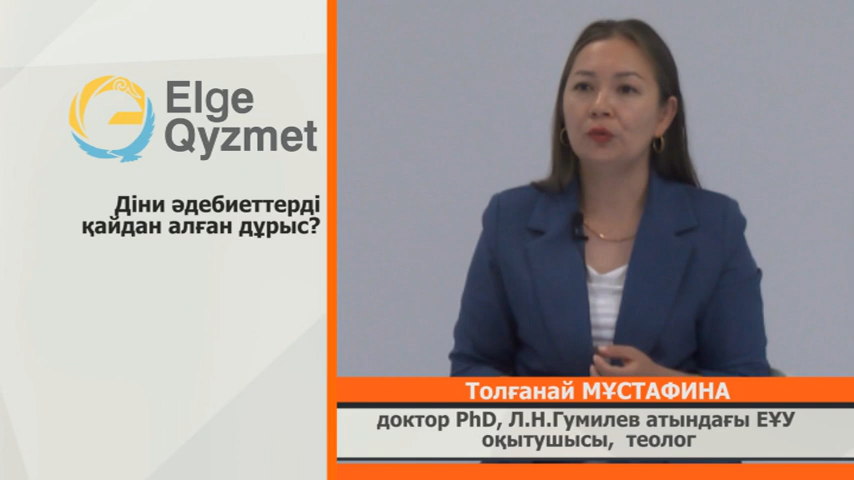 Elge
Qyzmet
Діни әдебиеттерді
қайдан алған дұрыс?
Толғанай МҰСТАФИНА
доктор PhD, Л.Н.Гумилев атындағы ЕҰУ
оқытушысы, теолог